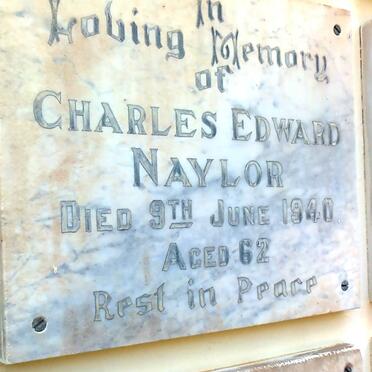 In
Loving Memory
of
CHARLES EDWARD
NAYLOR
DIED 9TH JUNE 1940.
AGED 62
Rest in Peace